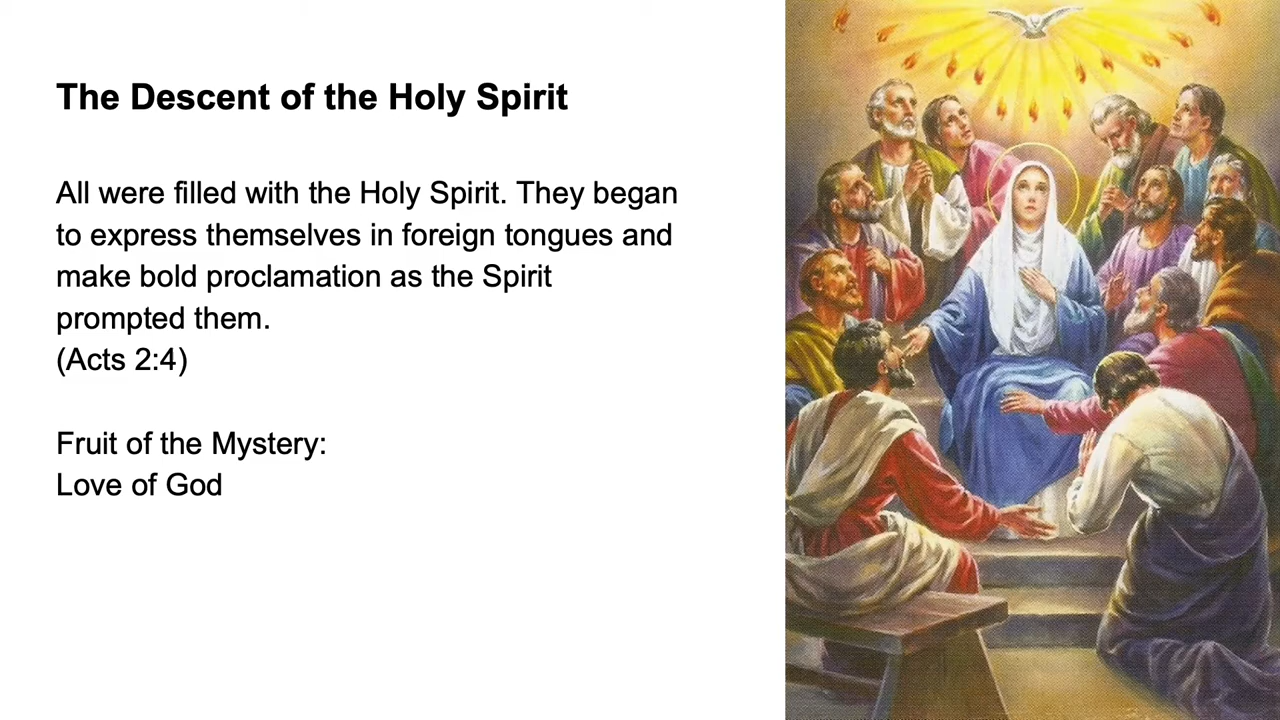 The Descent of the Holy Spirit
All were filled with the Holy Spirit. They began
to express themselves in foreign tongues and
make bold proclamation as the Spirit
prompted them.
(Acts 2:4)
Fruit of the Mystery:
Love of God